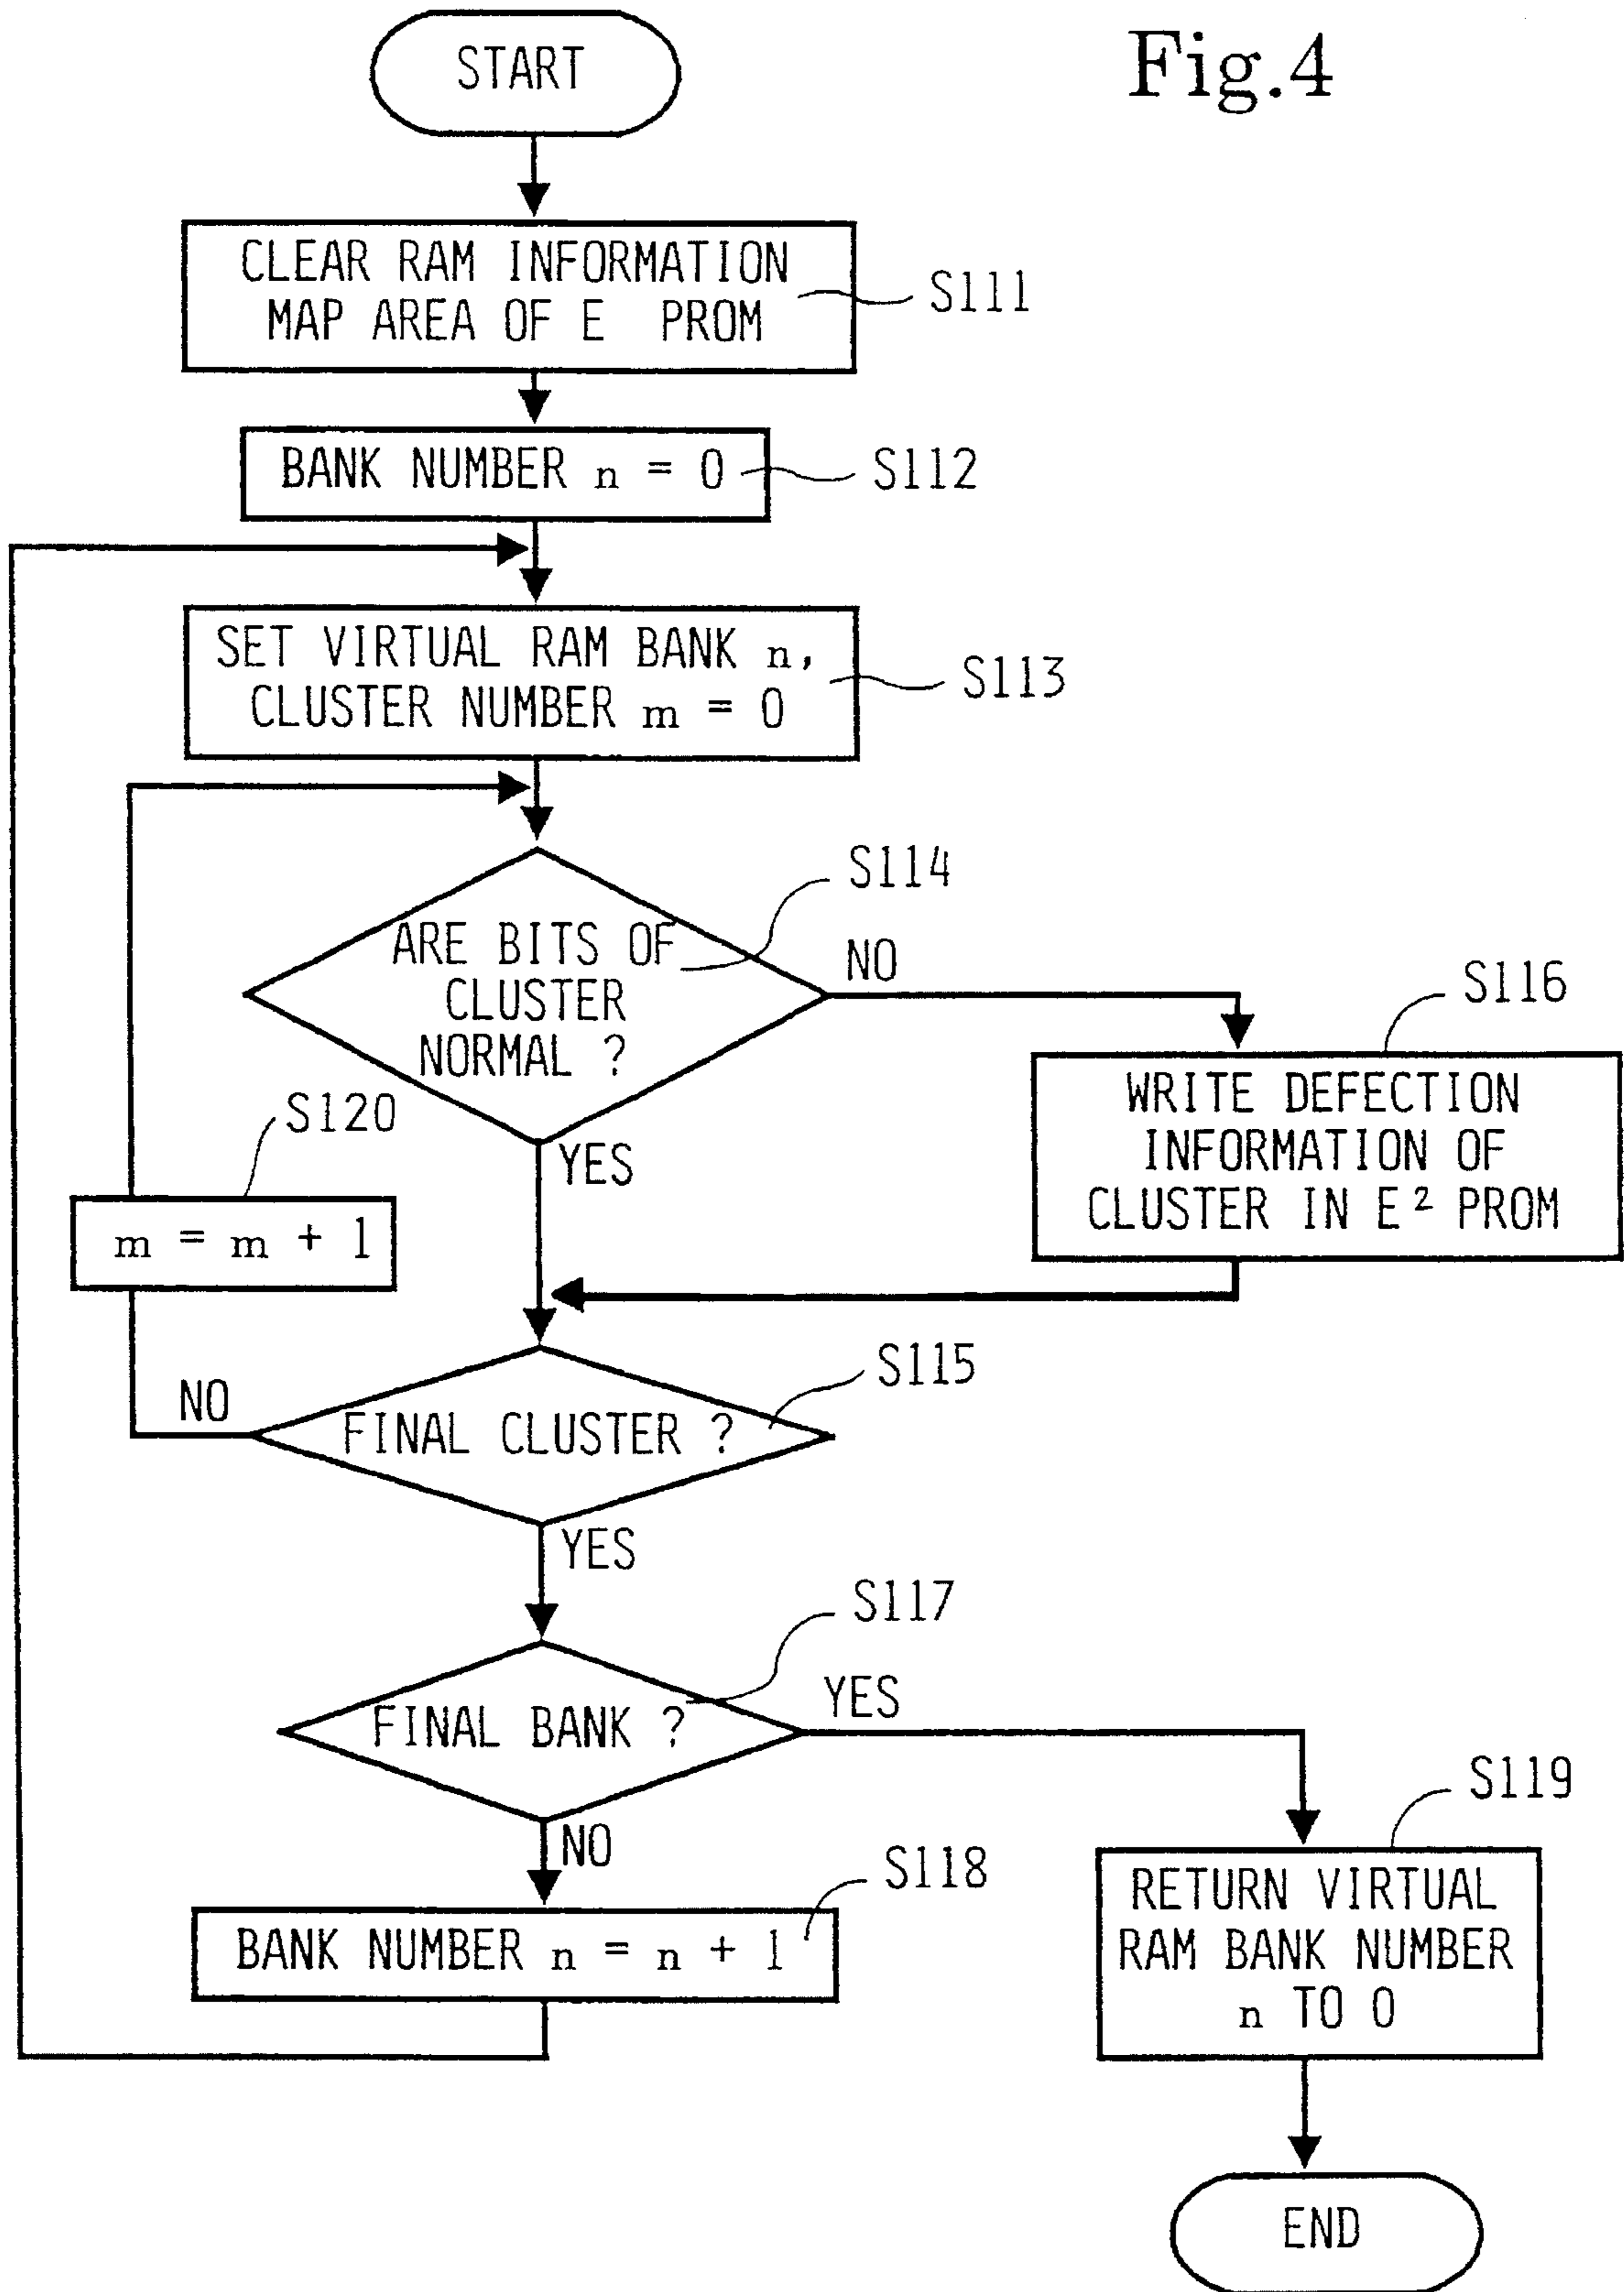 Fig.4
START
CLEAR RAM INFORMATION
MAP AREA OF E PROM
S111
BANK NUMBER n = 0
S112
SET VIRTUAL RAM BANK n,
CLUSTER NUMBER m = 0
S113
S114
ARE BITS OF
CLUSTER
NORMAL ?
NO
YES
S116
WRITE DEFECTION
INFORMATION OF
CLUSTER IN E² PROM
S120
m = m + 1
S115
FINAL CLUSTER ?
NO
YES
S117
FINAL BANK ?
YES
NO
S118
BANK NUMBER n = n + 1
S119
RETURN VIRTUAL
RAM BANK NUMBER
n TO 0
END